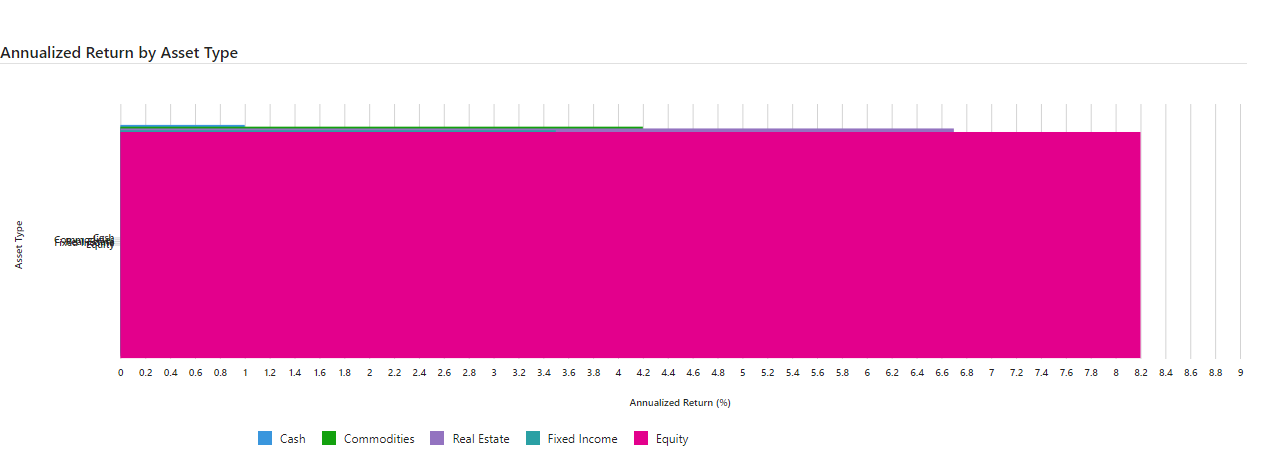 Annualized Return by Asset Type
Asset Type
Cash
Equity
0 0.2 0.4 0.6 0.8 1 1.2 1.4 1.6 1.8 2 2.2 2.4 2.6 2.8 3 3.2 3.4 3.6 3.8 4 4.2 4.4 4.6 4.8 5 5.2 5.4 5.6 5.8 6 6.2 6.4 6.6 6.8 7 7.2 7.4 7.6 7.8 8 8.2 8.4 8.6 8.8 9
Annualized Return (%)
Cash Commodities Real Estate Fixed Income Equity